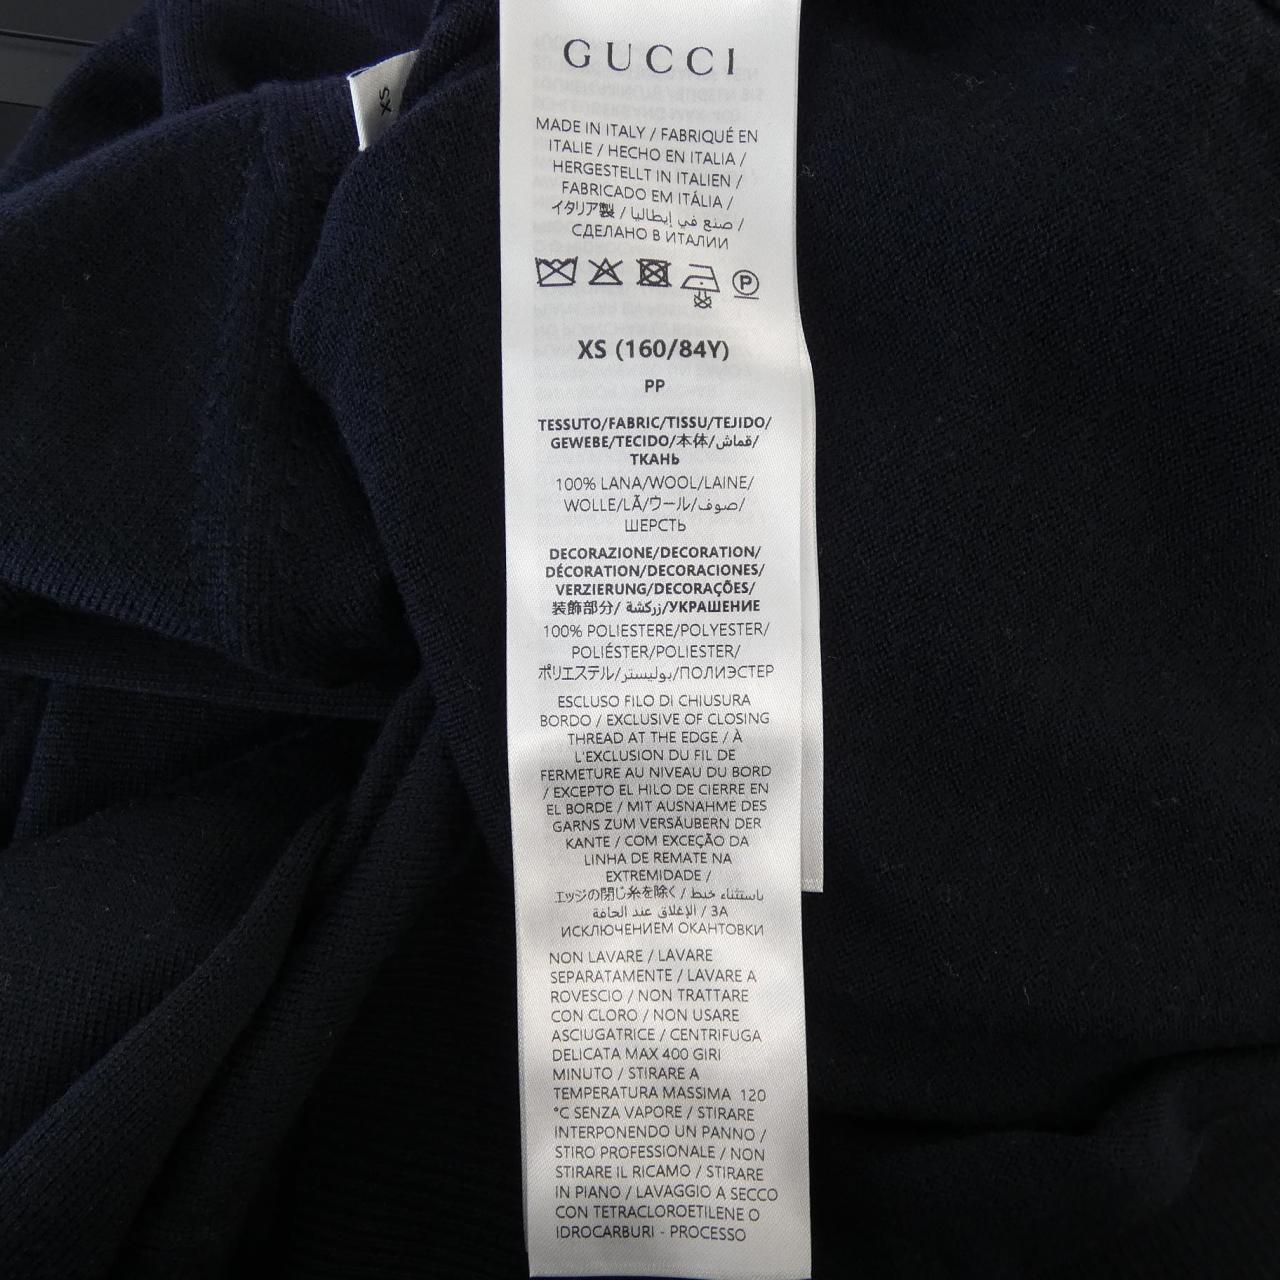 XS
GUCCI
MADE IN ITALY / FABRIQUÉ EN
ITALIE / HECHO EN ITALIA /
HERGESTELLT IN ITALIEN /
FABRICADO EM ITÁLIA /
イタリア製 / صنع في إيطاليا /
СДЕЛАНО В ИТАЛИИ
P
XS (160/84Y)
PP
TESSUTO/FABRIC/TISSU/TEJIDO/
GEWEBE/TECIDO/本体/قماش/
ТКАНЬ
100% LANA/WOOL/LAINE/
WOLLE/LÃ/ウール/صوف/
ШЕРСТЬ
DECORAZIONE/DECORATION/
DÉCORATION/DECORACIONES/
VERZIERUNG/DECORAÇÕES/
装飾部分/زركشة/УКРАШЕНИЕ
100% POLIESTERE/POLYESTER/
POLIÉSTER/POLIESTER/
ポリエステル/بوليستر/ПОЛИЭСТЕР
ESCLUSO FILO DI CHIUSURA
BORDO / EXCLUSIVE OF CLOSING
THREAD AT THE EDGE / À
L'EXCLUSION DU FIL DE
FERMETURE AU NIVEAU DU BORD
/ EXCEPTO EL HILO DE CIERRE EN
EL BORDE / MIT AUSNAHME DES
GARNS ZUM VERSÄUBERN DER
KANTE / COM EXCEÇÃO DA
LINHA DE REMATE NA
EXTREMIDADE /
エッジの閉じ糸を除く / باستثناء خيط
الإغلاق عند الحافة / ЗА
ИСКЛЮЧЕНИЕМ ОКАНТОВКИ
NON LAVARE / LAVARE
SEPARATAMENTE / LAVARE A
ROVESCIO / NON TRATTARE
CON CLORO / NON USARE
ASCIUGATRICE / CENTRIFUGA
DELICATA MAX 400 GIRI
MINUTO / STIRARE A
TEMPERATURA MASSIMA 120
°C SENZA VAPORE / STIRARE
INTERPONENDO UN PANNO /
STIRO PROFESSIONALE / NON
STIRARE IL RICAMO / STIRARE
IN PIANO / LAVAGGIO A SECCO
CON TETRACLOROETILENE O
IDROCARBURI - PROCESSO